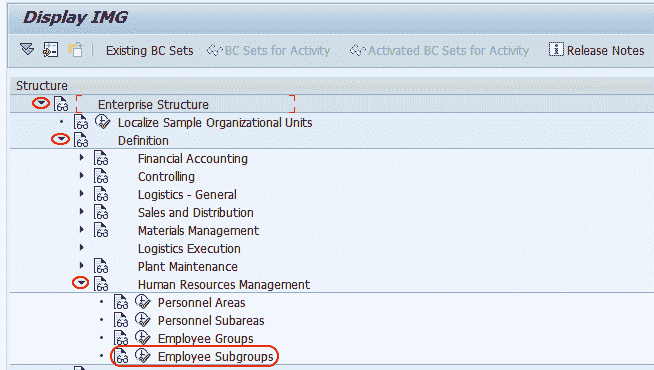 Display IMG
Existing BC Sets BC Sets for Activity Activated BC Sets for Activity Release Notes
Structure
Enterprise Structure
Localize Sample Organizational Units
Definition
Financial Accounting
Controlling
Logistics - General
Sales and Distribution
Materials Management
Logistics Execution
Plant Maintenance
Human Resources Management
Personnel Areas
Personnel Subareas
Employee Groups
Employee Subgroups